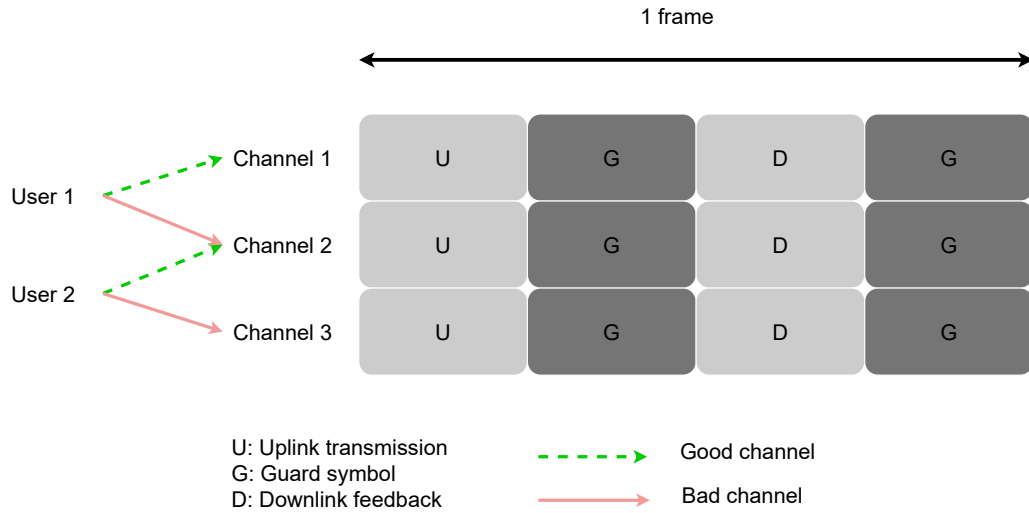 1 frame
User 1
User 2
Channel 1
Channel 2
Channel 3
U G D G
U G D G
U G D G
U: Uplink transmission
G: Guard symbol
D: Downlink feedback
Good channel
Bad channel